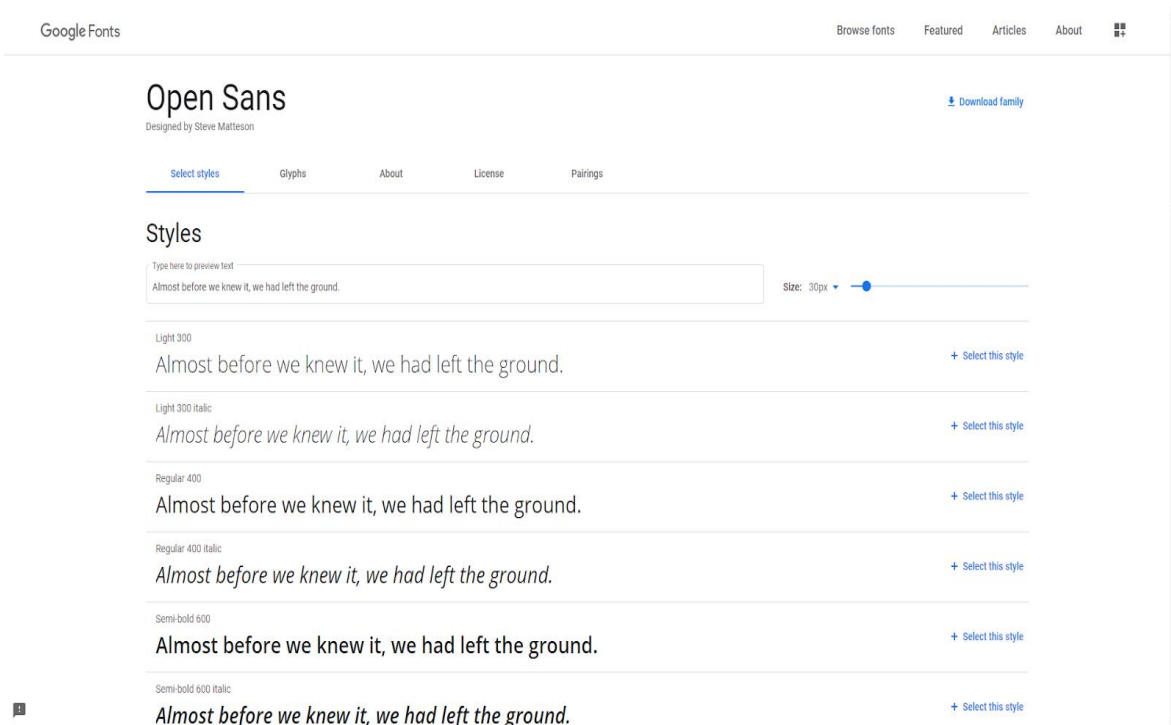 Google Fonts
Browse fonts Featured Articles About
Open Sans
Download family
Designed by Steve Matteson
Select styles Glyphs About License Pairings
Styles
Type here to preview text
Almost before we knew it, we had left the ground.
Size: 30px
Light 300
Almost before we knew it, we had left the ground.
+ Select this style
Light 300 italic
Almost before we knew it, we had left the ground.
+ Select this style
Regular 400
Almost before we knew it, we had left the ground.
+ Select this style
Regular 400 italic
Almost before we knew it, we had left the ground.
+ Select this style
Semi-bold 600
Almost before we knew it, we had left the ground.
+ Select this style
Semi-bold 600 italic
Almost before we knew it, we had left the ground.
+ Select this style